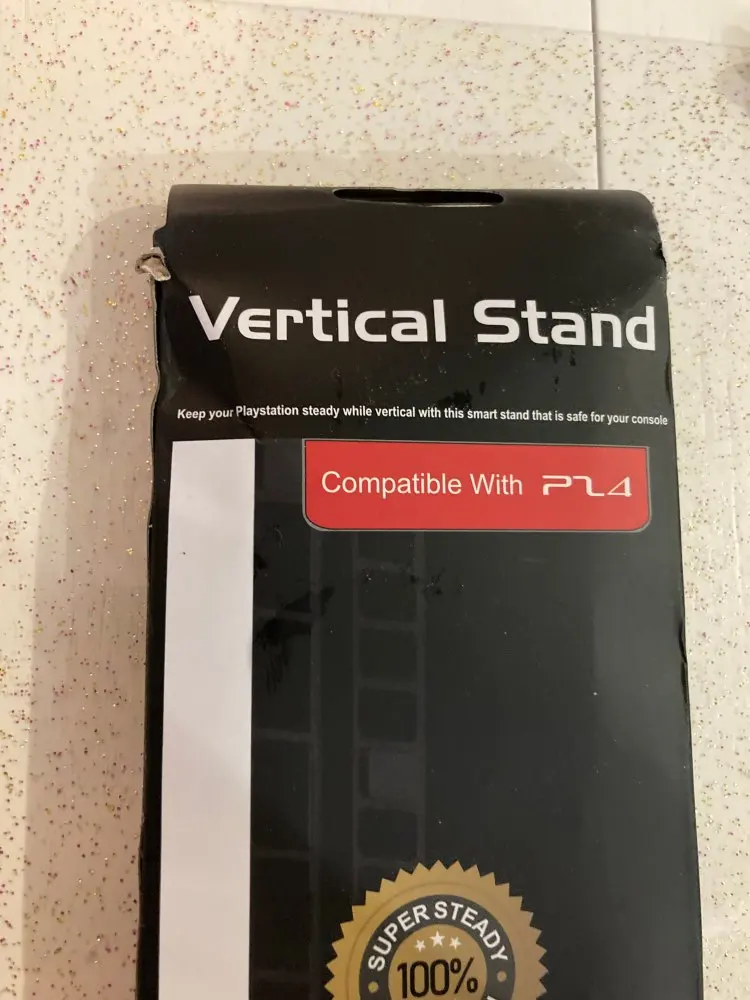 Vertical Stand
Keep your Playstation steady while vertical with this smart stand that is safe for your console
Compatible With PS4
SUPER STEADY
100%